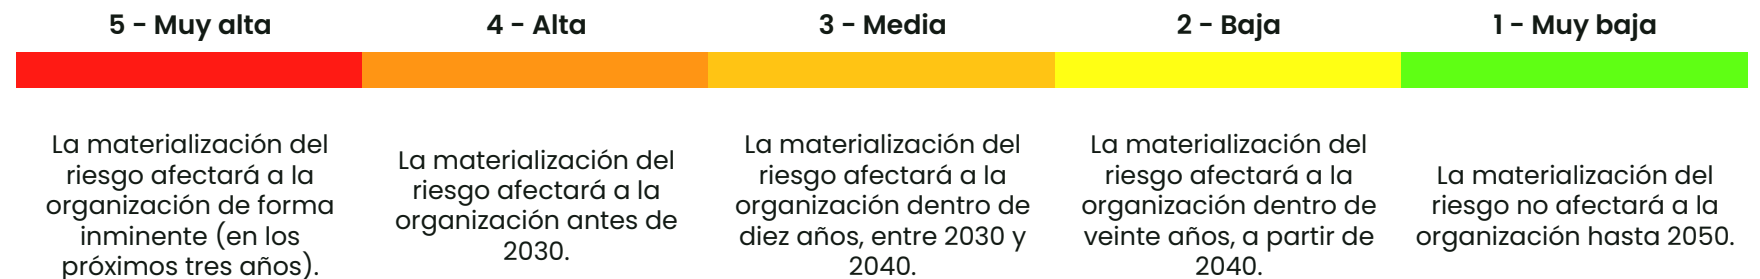 5 - Muy alta
4 - Alta
3 - Media
2 - Baja
1 - Muy baja
La materialización del
riesgo afectará a la
organización de forma
inminente (en los
próximos tres años).
La materialización del
riesgo afectará a la
organización antes de
2030.
La materialización del
riesgo afectará a la
organización dentro de
diez años, entre 2030 y
2040.
La materialización del
riesgo afectará a la
organización dentro de
veinte años, a partir de
2040.
La materialización del
riesgo no afectará a la
organización hasta 2050.